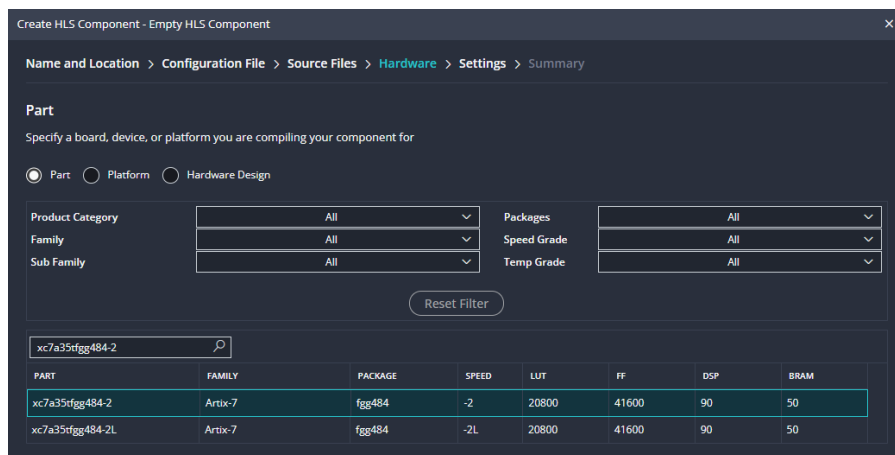 Create HLS Component - Empty HLS Component ×
Name and Location > Configuration File > Source Files > Hardware > Settings > Summary
Part
Specify a board, device, or platform you are compiling your component for
Part Platform Hardware Design
Product Category All Packages All
Family All Speed Grade All
Sub Family All Temp Grade All
Reset Filter
xc7a35tfgg484-2
PART FAMILY PACKAGE SPEED LUT FF DSP BRAM
xc7a35tfgg484-2 Artix-7 fgg484 -2 20800 41600 90 50
xc7a35tfgg484-2L Artix-7 fgg484 -2L 20800 41600 90 50